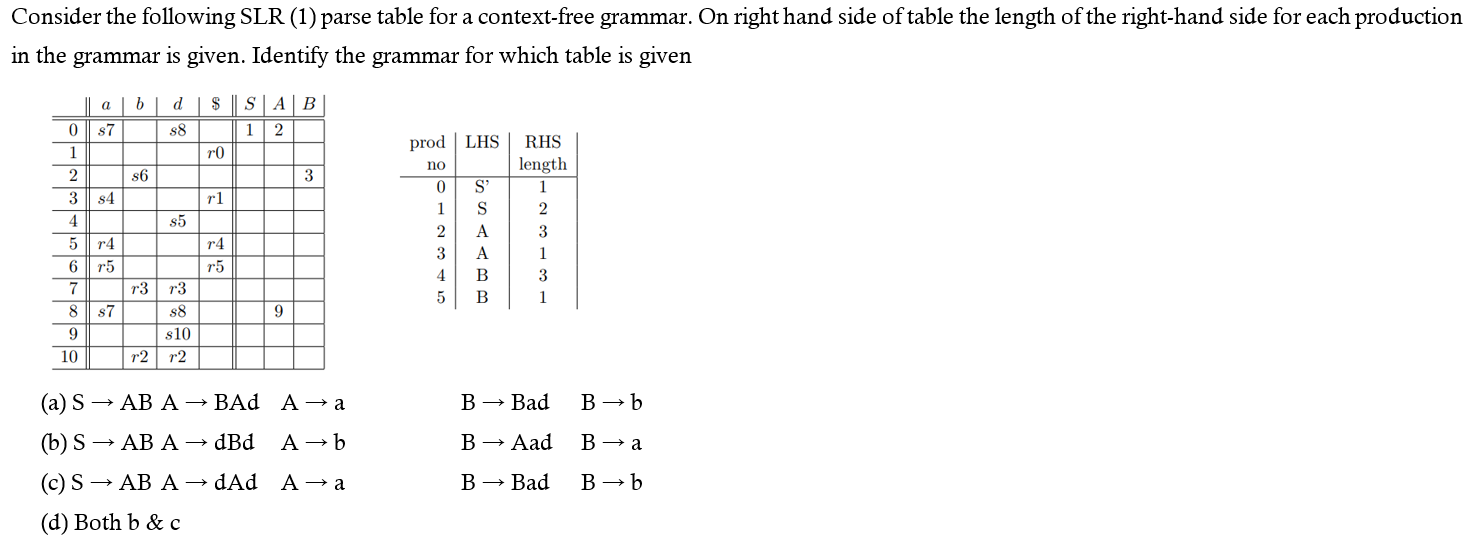 Consider the following SLR (1) parse table for a context-free grammar. On right hand side of table the length of the right-hand side for each production
in the grammar is given. Identify the grammar for which table is given
a b d $ S A B
0 s7 s8 1 2
1 r0
2 s6 3
3 s4 r1
4 s5
5 r4 r4
6 r5 r5
7 r3 r3
8 s7 s8 9
9 s10
10 r2 r2
prod LHS RHS
no length
0 S' 1
1 S 2
2 A 3
3 A 1
4 B 3
5 B 1
(a) S → AB A → BAd A → a B → Bad B → b
(b) S → AB A → dBd A → b B → Aad B → a
(c) S → AB A → dAd A → a B → Bad B → b
(d) Both b & c